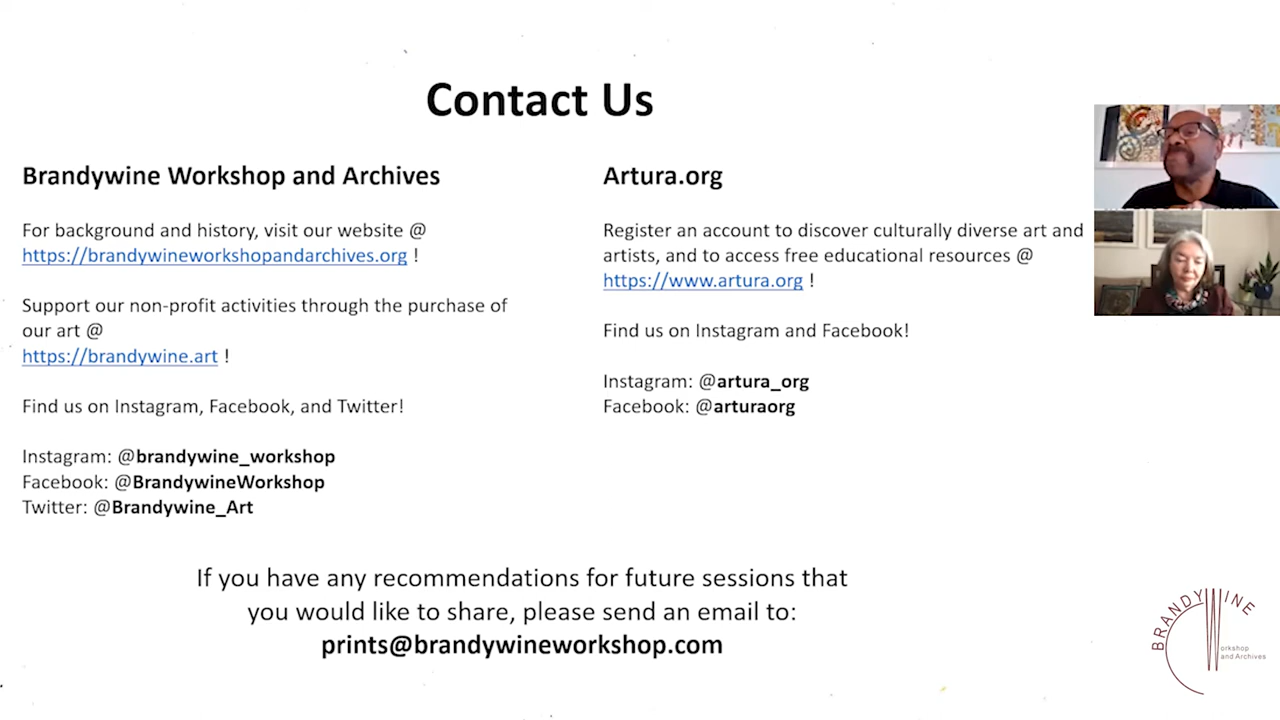 Contact Us
Brandywine Workshop and Archives
For background and history, visit our website @
https://brandywineworkshopandarchives.org !
Support our non-profit activities through the purchase of
our art @
https://brandywine.art !
Find us on Instagram, Facebook, and Twitter!
Instagram: @brandywine_workshop
Facebook: @BrandywineWorkshop
Twitter: @Brandywine_Art
Artura.org
Register an account to discover culturally diverse art and
artists, and to access free educational resources @
https://www.artura.org !
Find us on Instagram and Facebook!
Instagram: @artura_org
Facebook: @arturaorg
If you have any recommendations for future sessions that
you would like to share, please send an email to:
prints@brandywineworkshop.com
BRANDYWINE
orkshop
and Archives